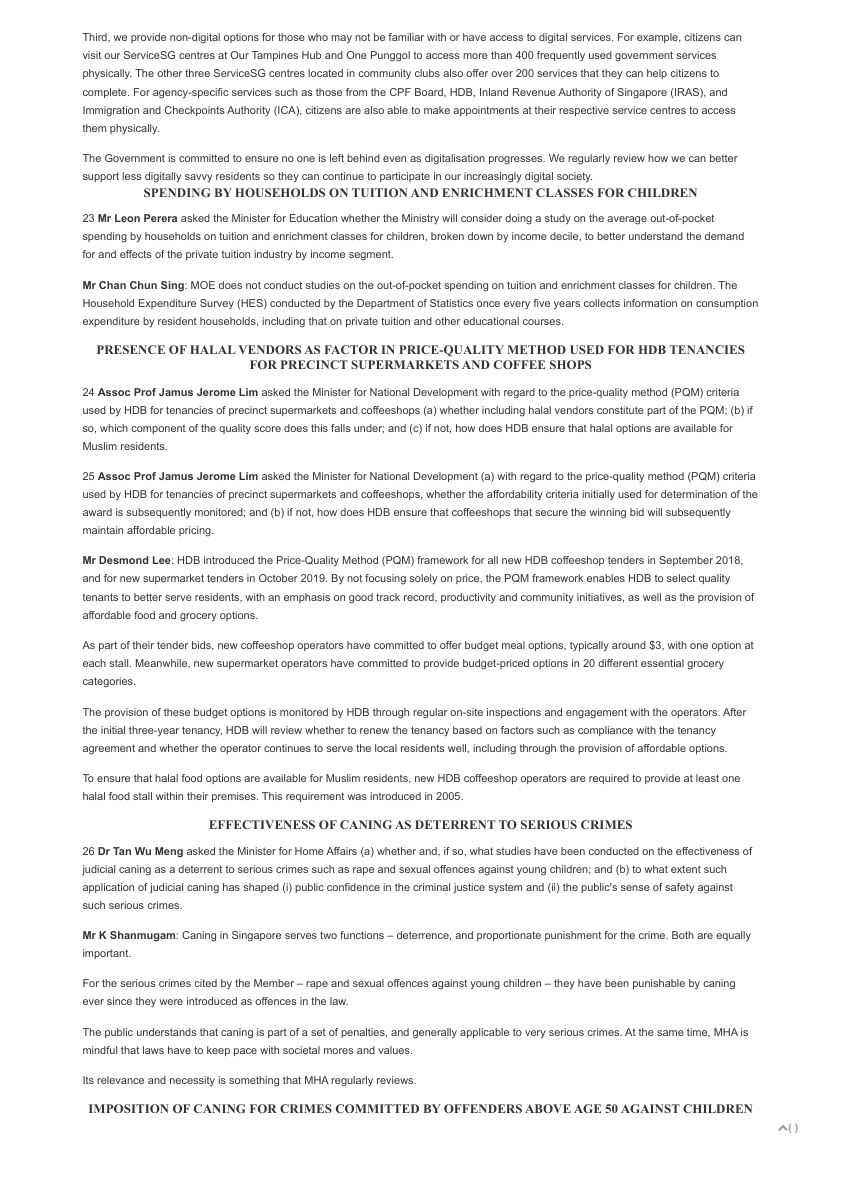 Third, we provide non-digital options for those who may not be familiar with or have access to digital services. For example, citizens can
visit our ServiceSG centres at Our Tampines Hub and One Punggol to access more than 400 frequently used government services
physically. The other three ServiceSG centres located in community clubs also offer over 200 services that they can help citizens to
complete. For agency-specific services such as those from the CPF Board, HDB, Inland Revenue Authority of Singapore (IRAS), and
Immigration and Checkpoints Authority (ICA), citizens are also able to make appointments at their respective service centres to access
them physically.
The Government is committed to ensure no one is left behind even as digitalisation progresses. We regularly review how we can better
support less digitally savvy residents so they can continue to participate in our increasingly digital society.
SPENDING BY HOUSEHOLDS ON TUITION AND ENRICHMENT CLASSES FOR CHILDREN
23 Mr Leon Perera asked the Minister for Education whether the Ministry will consider doing a study on the average out-of-pocket
spending by households on tuition and enrichment classes for children, broken down by income decile, to better understand the demand
for and effects of the private tuition industry by income segment.
Mr Chan Chun Sing: MOE does not conduct studies on the out-of-pocket spending on tuition and enrichment classes for children. The
Household Expenditure Survey (HES) conducted by the Department of Statistics once every five years collects information on consumption
expenditure by resident households, including that on private tuition and other educational courses.
PRESENCE OF HALAL VENDORS AS FACTOR IN PRICE-QUALITY METHOD USED FOR HDB TENANCIES
FOR PRECINCT SUPERMARKETS AND COFFEE SHOPS
24 Assoc Prof Jamus Jerome Lim asked the Minister for National Development with regard to the price-quality method (PQM) criteria
used by HDB for tenancies of precinct supermarkets and coffeeshops (a) whether including halal vendors constitute part of the PQM; (b) if
so, which component of the quality score does this falls under; and (c) if not, how does HDB ensure that halal options are available for
Muslim residents.
25 Assoc Prof Jamus Jerome Lim asked the Minister for National Development (a) with regard to the price-quality method (PQM) criteria
used by HDB for tenancies of precinct supermarkets and coffeeshops, whether the affordability criteria initially used for determination of the
award is subsequently monitored; and (b) if not, how does HDB ensure that coffeeshops that secure the winning bid will subsequently
maintain affordable pricing.
Mr Desmond Lee: HDB introduced the Price-Quality Method (PQM) framework for all new HDB coffeeshop tenders in September 2018,
and for new supermarket tenders in October 2019. By not focusing solely on price, the PQM framework enables HDB to select quality
tenants to better serve residents, with an emphasis on good track record, productivity and community initiatives, as well as the provision of
affordable food and grocery options.
As part of their tender bids, new coffeeshop operators have committed to offer budget meal options, typically around $3, with one option at
each stall. Meanwhile, new supermarket operators have committed to provide budget-priced options in 20 different essential grocery
categories.
The provision of these budget options is monitored by HDB through regular on-site inspections and engagement with the operators. After
the initial three-year tenancy, HDB will review whether to renew the tenancy based on factors such as compliance with the tenancy
agreement and whether the operator continues to serve the local residents well, including through the provision of affordable options.
To ensure that halal food options are available for Muslim residents, new HDB coffeeshop operators are required to provide at least one
halal food stall within their premises. This requirement was introduced in 2005.
EFFECTIVENESS OF CANING AS DETERRENT TO SERIOUS CRIMES
26 Dr Tan Wu Meng asked the Minister for Home Affairs (a) whether and, if so, what studies have been conducted on the effectiveness of
judicial caning as a deterrent to serious crimes such as rape and sexual offences against young children; and (b) to what extent such
application of judicial caning has shaped (i) public confidence in the criminal justice system and (ii) the public's sense of safety against
such serious crimes.
Mr K Shanmugam: Caning in Singapore serves two functions – deterrence, and proportionate punishment for the crime. Both are equally
important.
For the serious crimes cited by the Member – rape and sexual offences against young children – they have been punishable by caning
ever since they were introduced as offences in the law.
The public understands that caning is part of a set of penalties, and generally applicable to very serious crimes. At the same time, MHA is
mindful that laws have to keep pace with societal mores and values.
Its relevance and necessity is something that MHA regularly reviews.
IMPOSITION OF CANING FOR CRIMES COMMITTED BY OFFENDERS ABOVE AGE 50 AGAINST CHILDREN
( )